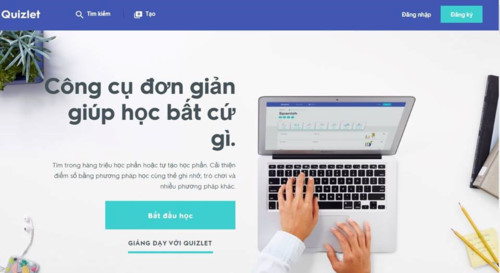 Quizlet
Tìm kiếm
Tạo
Đăng nhập
Đăng ký
Công cụ đơn giản
giúp học bất cứ
gì.
Tìm trong hàng triệu học phần hoặc tự tạo học phần. Cải thiện
điểm số bằng phương pháp học cùng thẻ ghi nhớ, trò chơi và
nhiều phương pháp khác.
Bắt đầu học
GIẢNG DẠY VỚI QUIZLET
Spanish